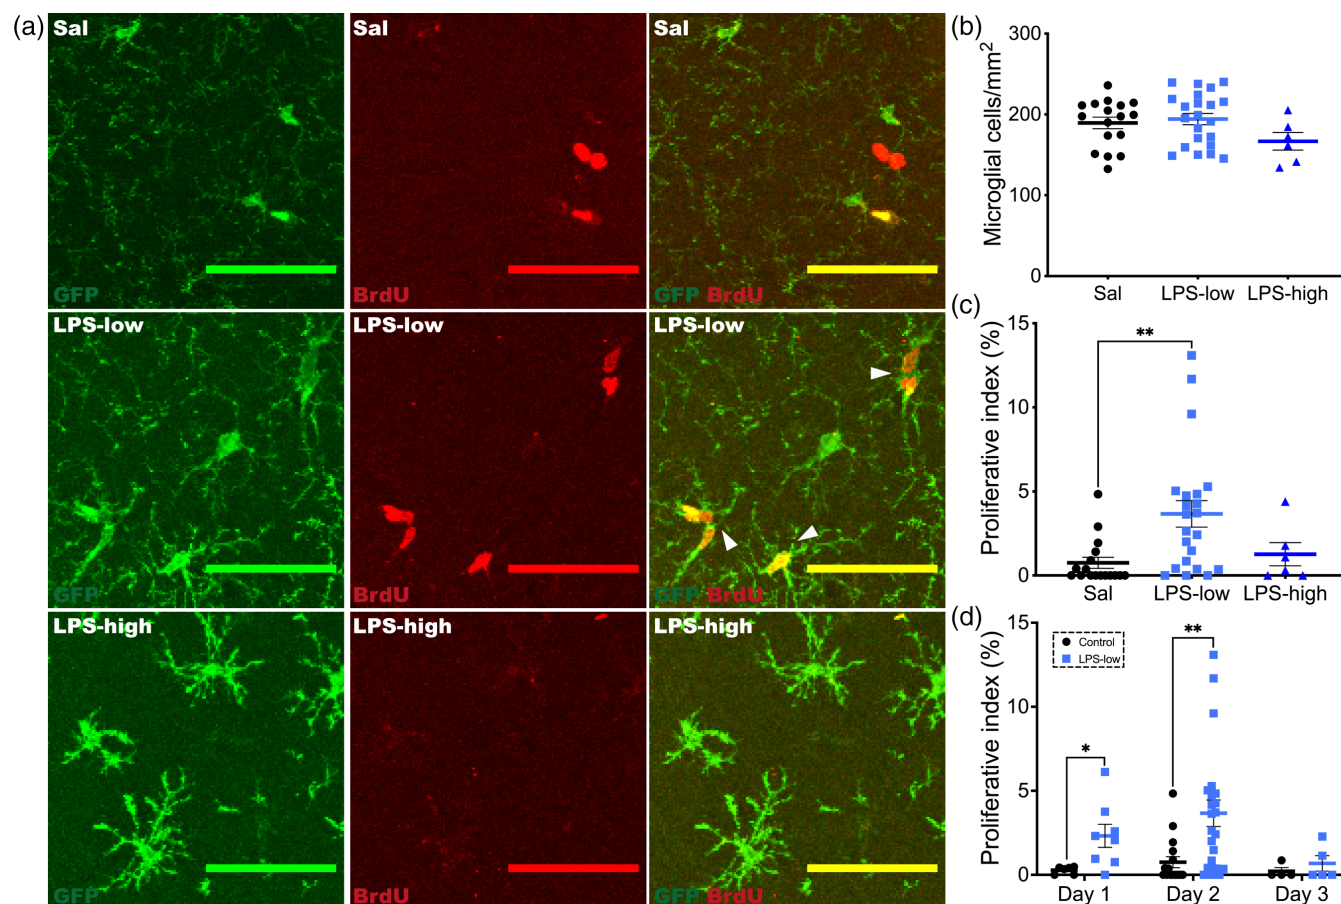 (a)
Sal
GFP
Sal
BrdU
Sal
GFP BrdU
LPS-low
GFP
LPS-low
BrdU
LPS-low
GFP BrdU
LPS-high
GFP
LPS-high
BrdU
LPS-high
GFP BrdU
(b)
Microglial cells/mm²
300
200
100
0
Sal LPS-low LPS-high
(c)
Proliferative index (%)
15
10
5
0
**
Sal LPS-low LPS-high
(d)
Proliferative index (%)
15
10
5
0
Control
LPS-low
*
**
Day 1 Day 2 Day 3